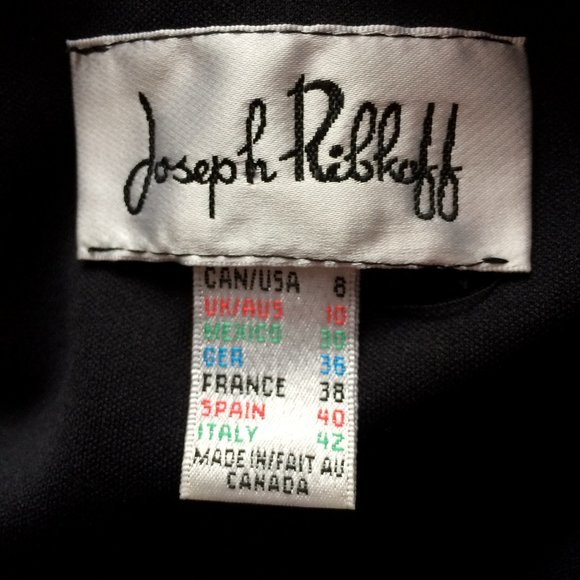 Joseph Ribkoff
CAN/USA 8
UK/AUS 10
MEXICO 30
GER 36
FRANCE 38
SPAIN 40
ITALY 42
MADE IN/FAIT AU
CANADA